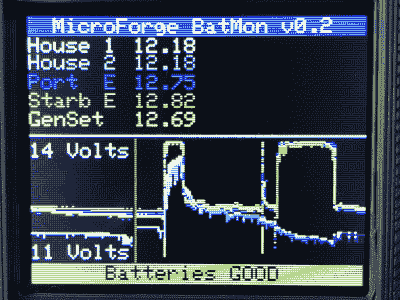 MicroForge BatMon v0.2
House 1 12.18
House 2 12.18
Port E 12.75
Starb E 12.82
GenSet 12.69
14 Volts
11 Volts
Batteries GOOD